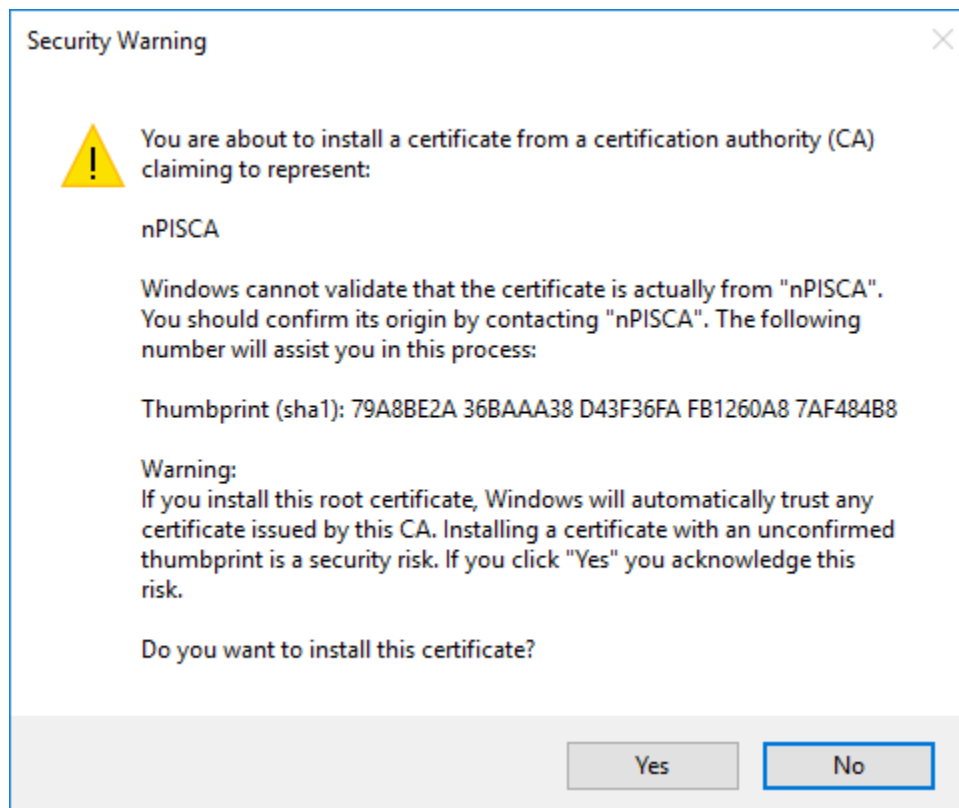 Security Warning
You are about to install a certificate from a certification authority (CA)
claiming to represent:
nPISCA
Windows cannot validate that the certificate is actually from "nPISCA".
You should confirm its origin by contacting "nPISCA". The following
number will assist you in this process:
Thumbprint (sha1): 79A8BE2A 36BAAA38 D43F36FA FB1260A8 7AF484B8
Warning:
If you install this root certificate, Windows will automatically trust any
certificate issued by this CA. Installing a certificate with an unconfirmed
thumbprint is a security risk. If you click "Yes" you acknowledge this
risk.
Do you want to install this certificate?
Yes
No